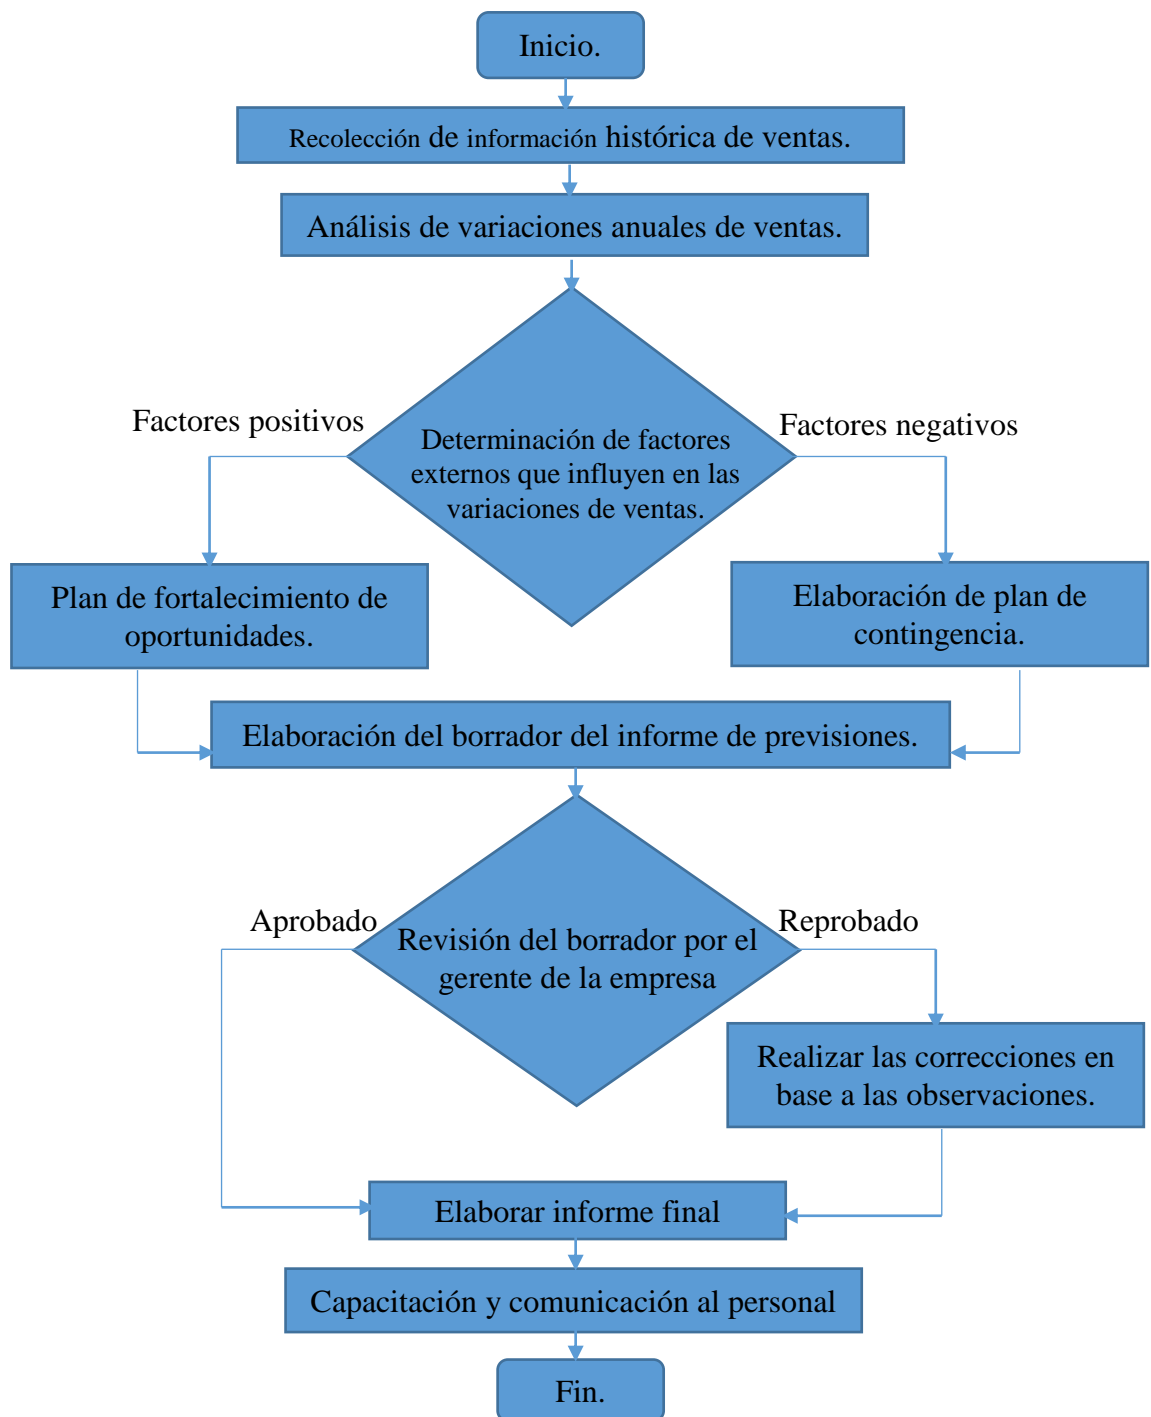 Inicio.
Recolección de información histórica de ventas.
Análisis de variaciones anuales de ventas.
Factores positivos
Factores negativos
Determinación de factores
externos que influyen en las
variaciones de ventas.
Plan de fortalecimiento de
oportunidades.
Elaboración de plan de
contingencia.
Elaboración del borrador del informe de previsiones.
Aprobado
Reprobado
Revisión del borrador por el
gerente de la empresa
Realizar las correcciones en
base a las observaciones.
Elaborar informe final
Capacitación y comunicación al personal
Fin.